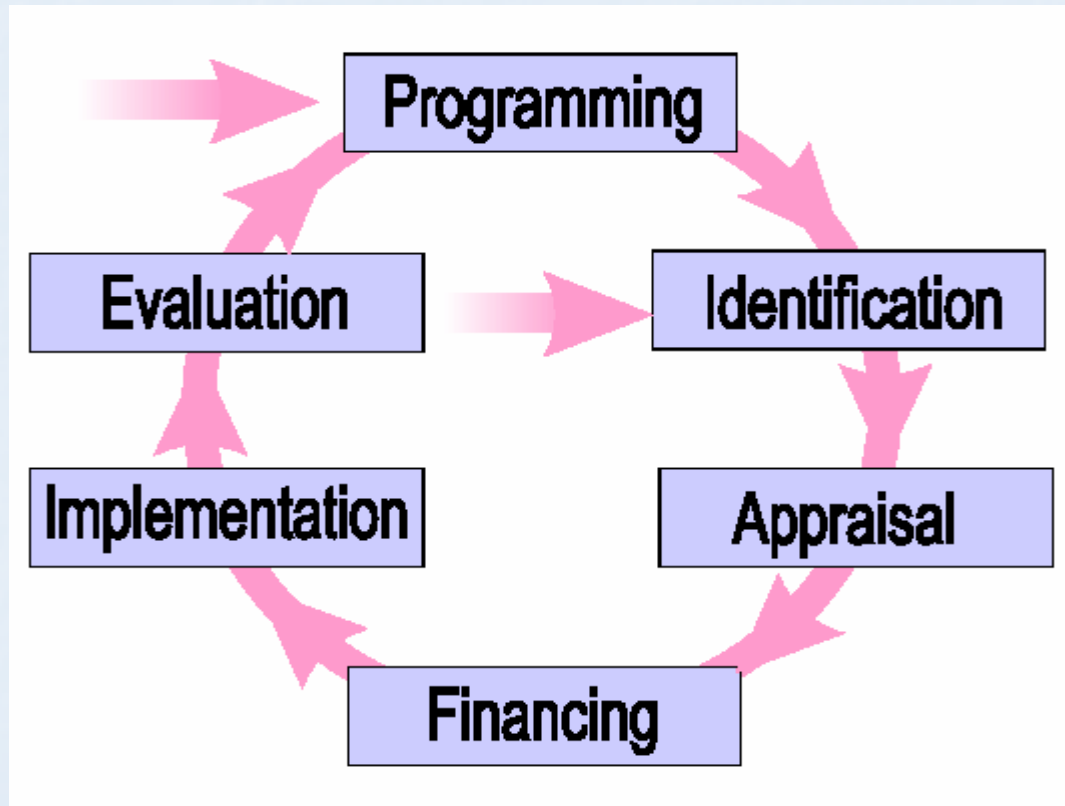 Programming
Identification
Appraisal
Financing
Implementation
Evaluation